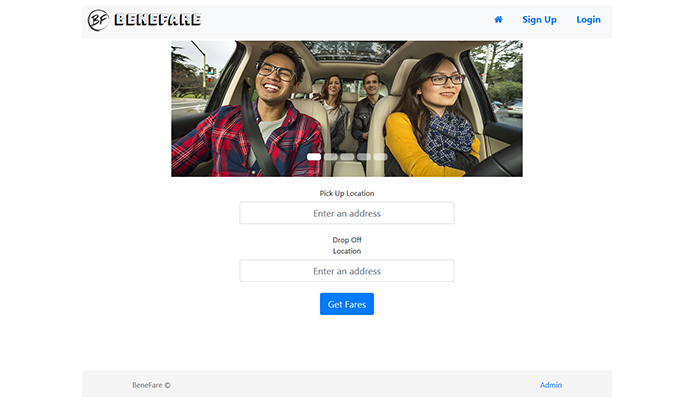 BF BENEFARE
Sign Up Login
Pick Up Location
Enter an address
Drop Off
Location
Enter an address
Get Fares
BeneFare © Admin